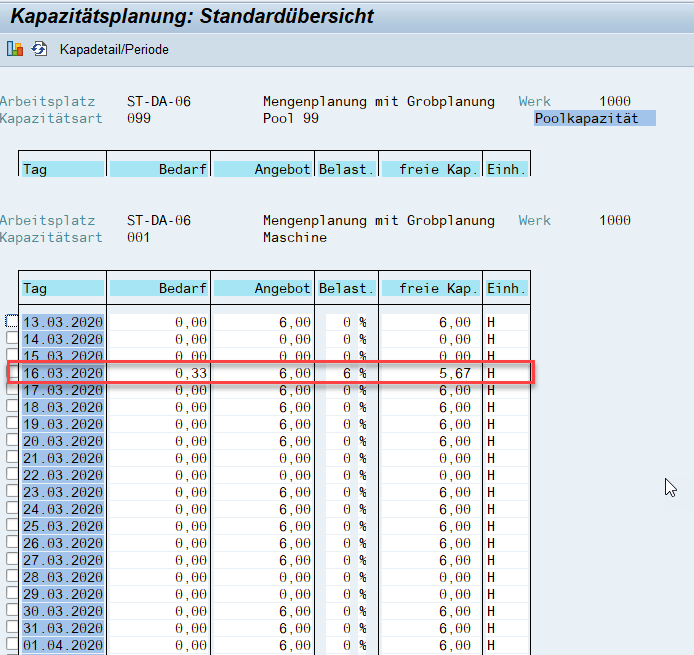 Kapazitätsplanung: Standardübersicht
Kapadetail/Periode
Arbeitsplatz ST-DA-06 Mengenplanung mit Grobplanung Werk 1000
Kapazitätsart 099 Pool 99 Poolkapazität
Tag Bedarf Angebot Belast. freie Kap. Einh.
Arbeitsplatz ST-DA-06 Mengenplanung mit Grobplanung Werk 1000
Kapazitätsart 001 Maschine
Tag Bedarf Angebot Belast. freie Kap. Einh.
13.03.2020 0,00 6,00 0 % 6,00 H
14.03.2020 0,00 0,00 0 % 0,00 H
15.03.2020 0,00 0,00 0 % 0,00 H
16.03.2020 0,33 6,00 6 % 5,67 H
17.03.2020 0,00 6,00 0 % 6,00 H
18.03.2020 0,00 6,00 0 % 6,00 H
19.03.2020 0,00 6,00 0 % 6,00 H
20.03.2020 0,00 6,00 0 % 6,00 H
21.03.2020 0,00 0,00 0 % 0,00 H
22.03.2020 0,00 0,00 0 % 0,00 H
23.03.2020 0,00 6,00 0 % 6,00 H
24.03.2020 0,00 6,00 0 % 6,00 H
25.03.2020 0,00 6,00 0 % 6,00 H
26.03.2020 0,00 6,00 0 % 6,00 H
27.03.2020 0,00 6,00 0 % 6,00 H
28.03.2020 0,00 0,00 0 % 0,00 H
29.03.2020 0,00 0,00 0 % 0,00 H
30.03.2020 0,00 6,00 0 % 6,00 H
31.03.2020 0,00 6,00 0 % 6,00 H
01.04.2020 0,00 6,00 0 % 6,00 H